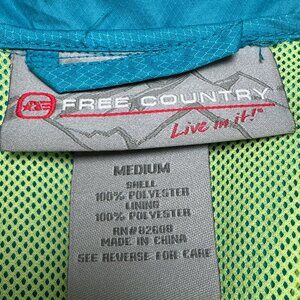 FREE COUNTRY
Live in it!™
MEDIUM
SHELL
100% POLYESTER
LINING
100% POLYESTER
RN#82608
MADE IN CHINA
SEE REVERSE FOR CARE